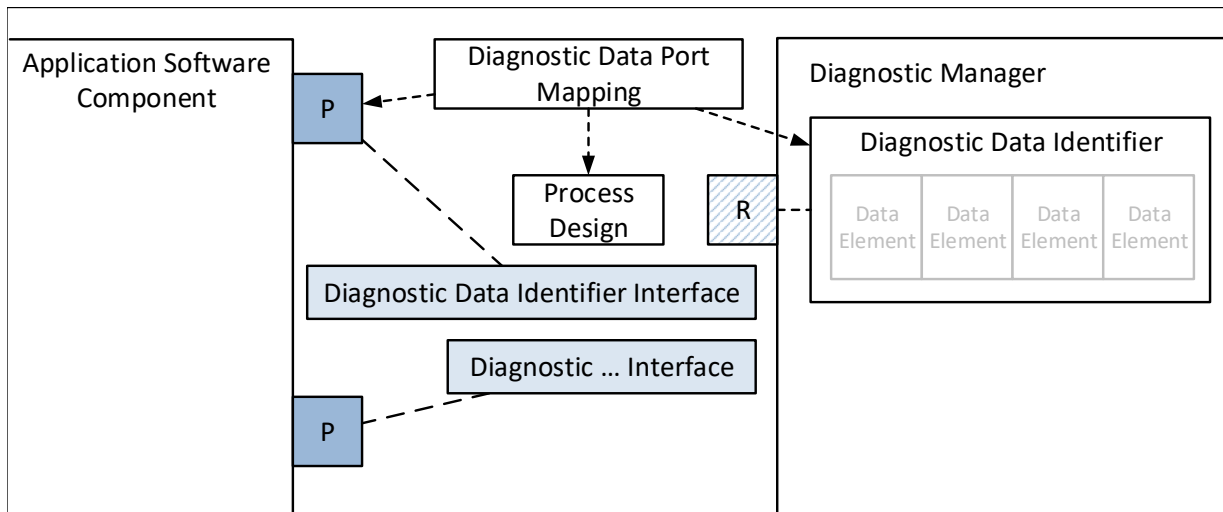 Application Software
Component
P
Diagnostic Data Port
Mapping
Process
Design
R
Diagnostic Manager
Diagnostic Data Identifier
Data
Element
Data
Element
Data
Element
Data
Element
Diagnostic Data Identifier Interface
Diagnostic ... Interface
P